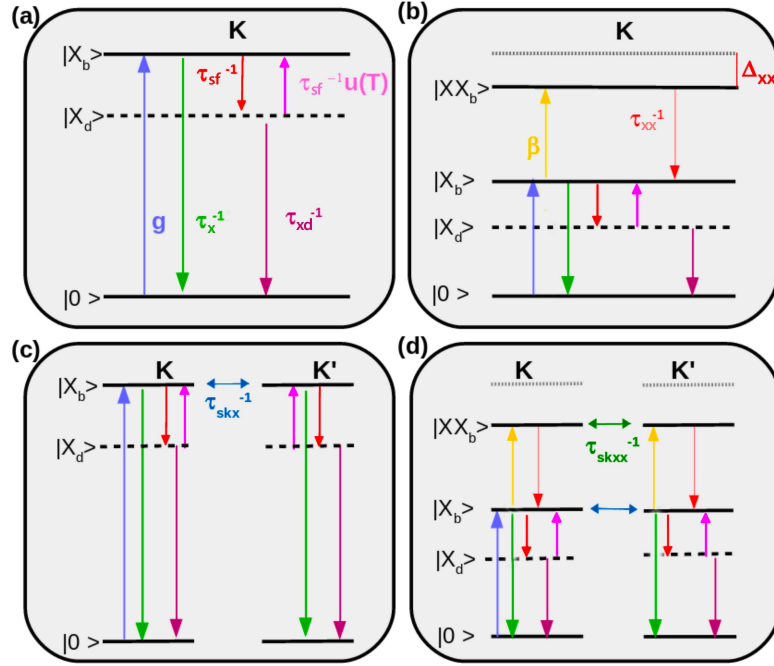 (a)
K
|X_b>
τ_sf^-1
τ_sf^-1 u(T)
|X_d>
g
τ_x^-1
τ_xd^-1
|0 >
(b)
K
Δ_xx
|XX_b>
τ_xx^-1
β
|X_b>
|X_d>
|0 >
(c)
K
K'
|X_b>
τ_skx^-1
|X_d>
|0 >
(d)
K
K'
|XX_b>
τ_skxx^-1
|X_b>
|X_d>
|0 >